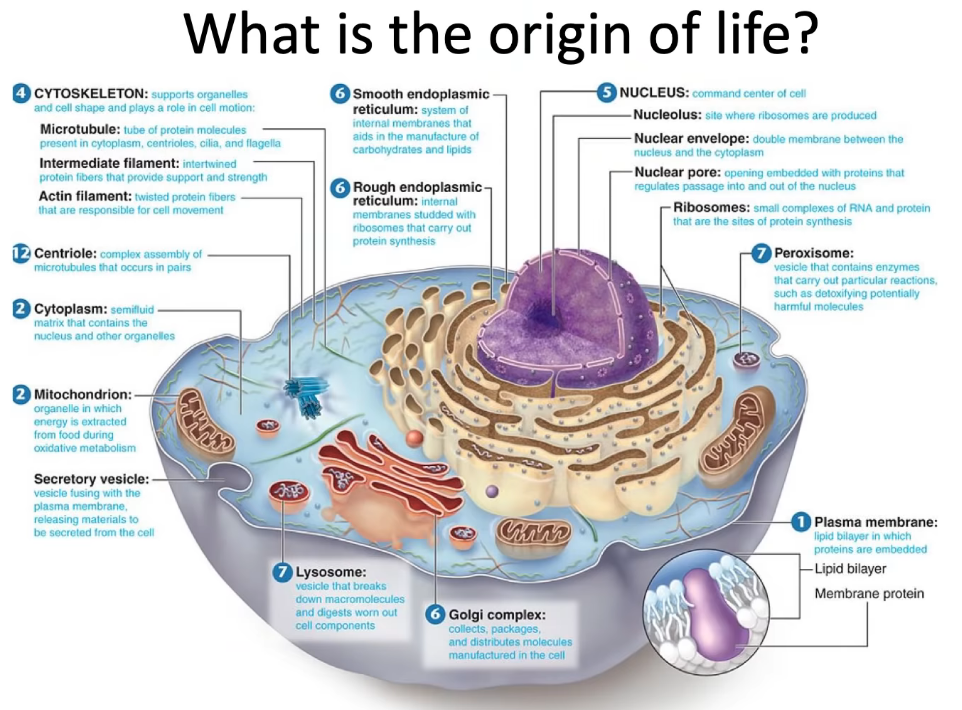 What is the origin of life?
4 CYTOSKELETON: supports organelles
and cell shape and plays a role in cell motion:
Microtubule: tube of protein molecules
present in cytoplasm, centrioles, cilia, and flagella
Intermediate filament: intertwined
protein fibers that provide support and strength
Actin filament: twisted protein fibers
that are responsible for cell movement
12 Centriole: complex assembly of
microtubules that occurs in pairs
2 Cytoplasm: semifluid
matrix that contains the
nucleus and other organelles
2 Mitochondrion:
organelle in which
energy is extracted
from food during
oxidative metabolism
Secretory vesicle:
vesicle fusing with the
plasma membrane,
releasing materials to
be secreted from the cell
6 Smooth endoplasmic
reticulum: system of
internal membranes that
aids in the manufacture of
carbohydrates and lipids
6 Rough endoplasmic
reticulum: internal
membranes studded with
ribosomes that carry out
protein synthesis
5 NUCLEUS: command center of cell
Nucleolus: site where ribosomes are produced
Nuclear envelope: double membrane between the
nucleus and the cytoplasm
Nuclear pore: opening embedded with proteins that
regulates passage into and out of the nucleus
Ribosomes: small complexes of RNA and protein
that are the sites of protein synthesis
7 Peroxisome:
vesicle that contains enzymes
that carry out particular reactions,
such as detoxifying potentially
harmful molecules
7 Lysosome:
vesicle that breaks
down macromolecules
and digests worn out
cell components
6 Golgi complex:
collects, packages,
and distributes molecules
manufactured in the cell
1 Plasma membrane:
lipid bilayer in which
proteins are embedded
Lipid bilayer
Membrane protein